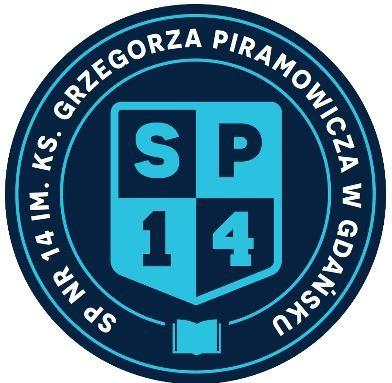 SP NR 14 IM. KS. GRZEGORZA PIRAMOWICZA W GDAŃSKU
SP
14